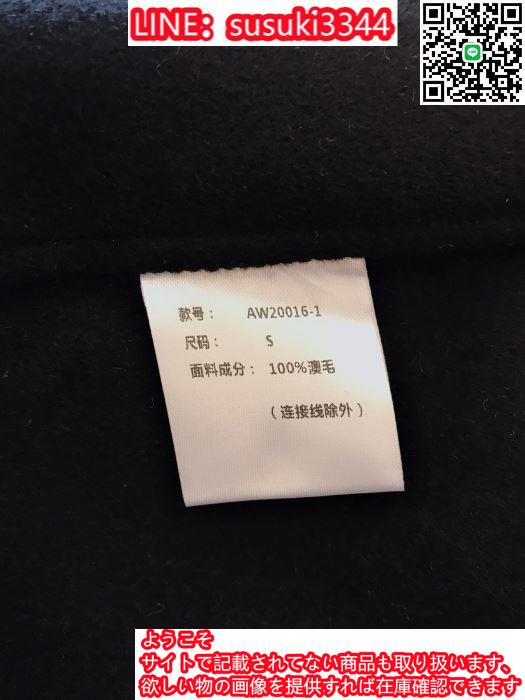 LINE：susuki3344
款号： AW20016-1
尺码： S
面料成分： 100%澳毛
（连接线除外）
ようこそ
サイトで記載されてない商品も取り扱います、
欲しい物の画像を提供すれば在庫確認できます